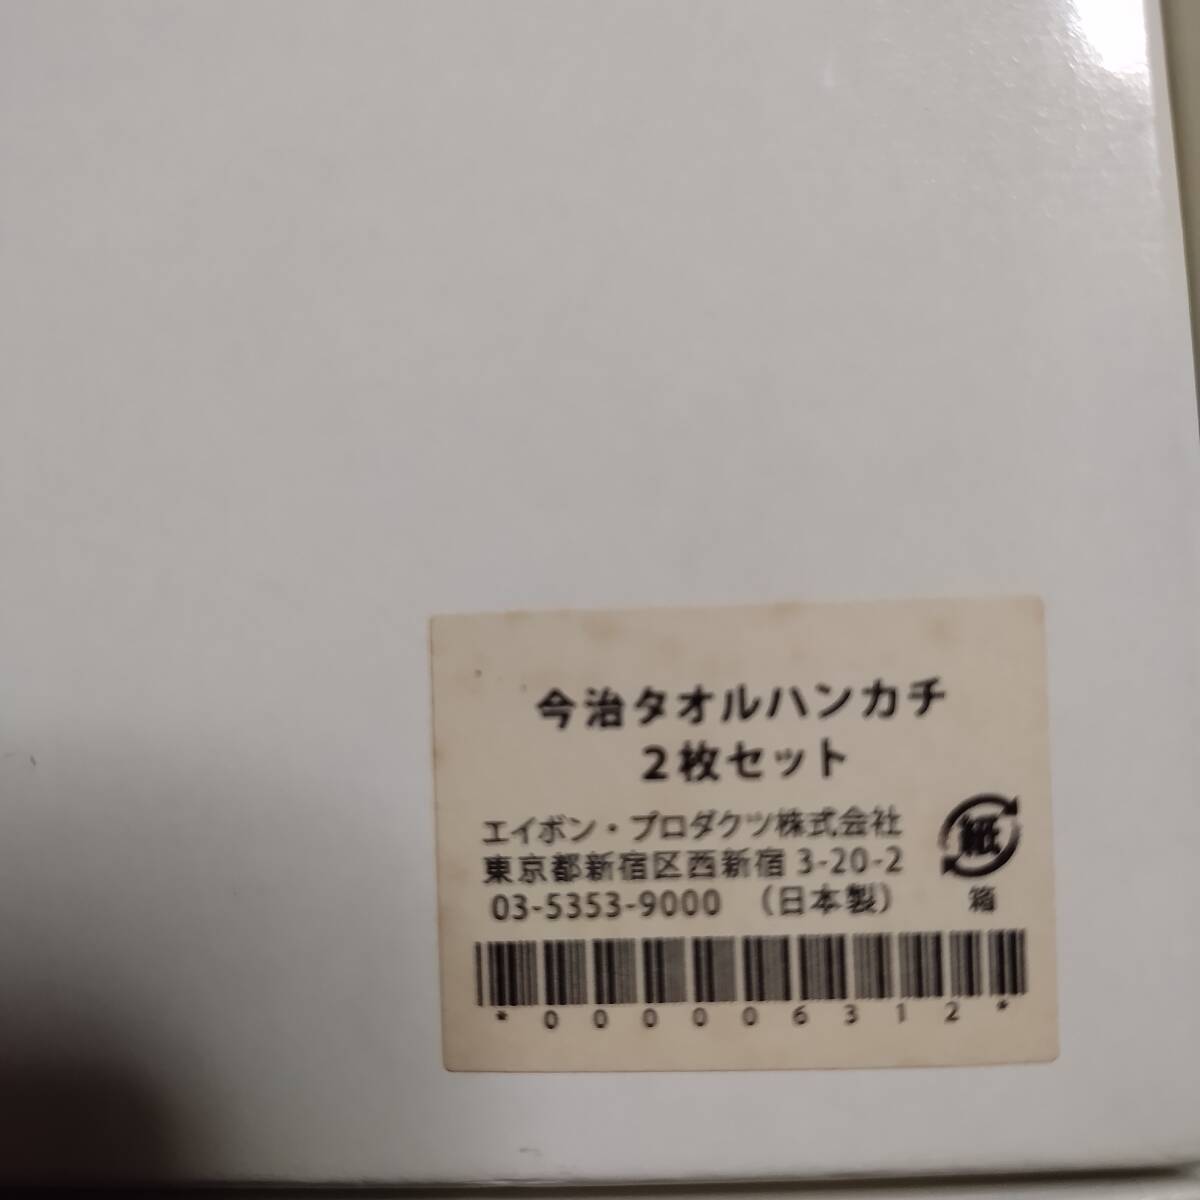 今治タオルハンカチ
2枚セット
エイボン・プロダクツ株式会社
東京都新宿区西新宿 3-20-2
03-5353-9000 (日本製)
紙
箱
*000006312*